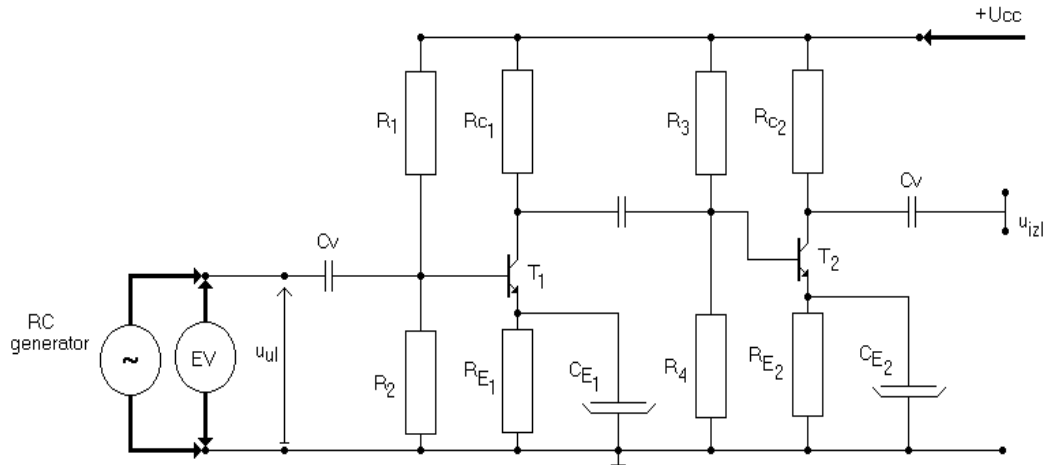 +Ucc
R1
Rc1
R3
Rc2
Cv
uizl
Cv
T1
T2
RC
generator
~
EV
uul
R2
RE1
CE1
R4
RE2
CE2